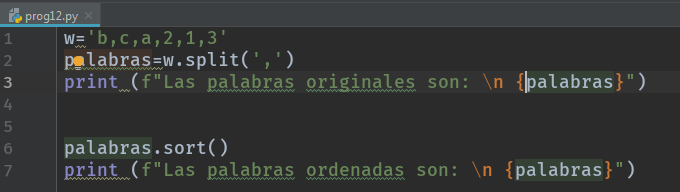 prog12.py
1 w='b,c,a,2,1,3'
2 palabras=w.split(',')
3 print (f"Las palabras originales son: \n {palabras}")
4
5
6 palabras.sort()
7 print (f"Las palabras ordenadas son: \n {palabras}")